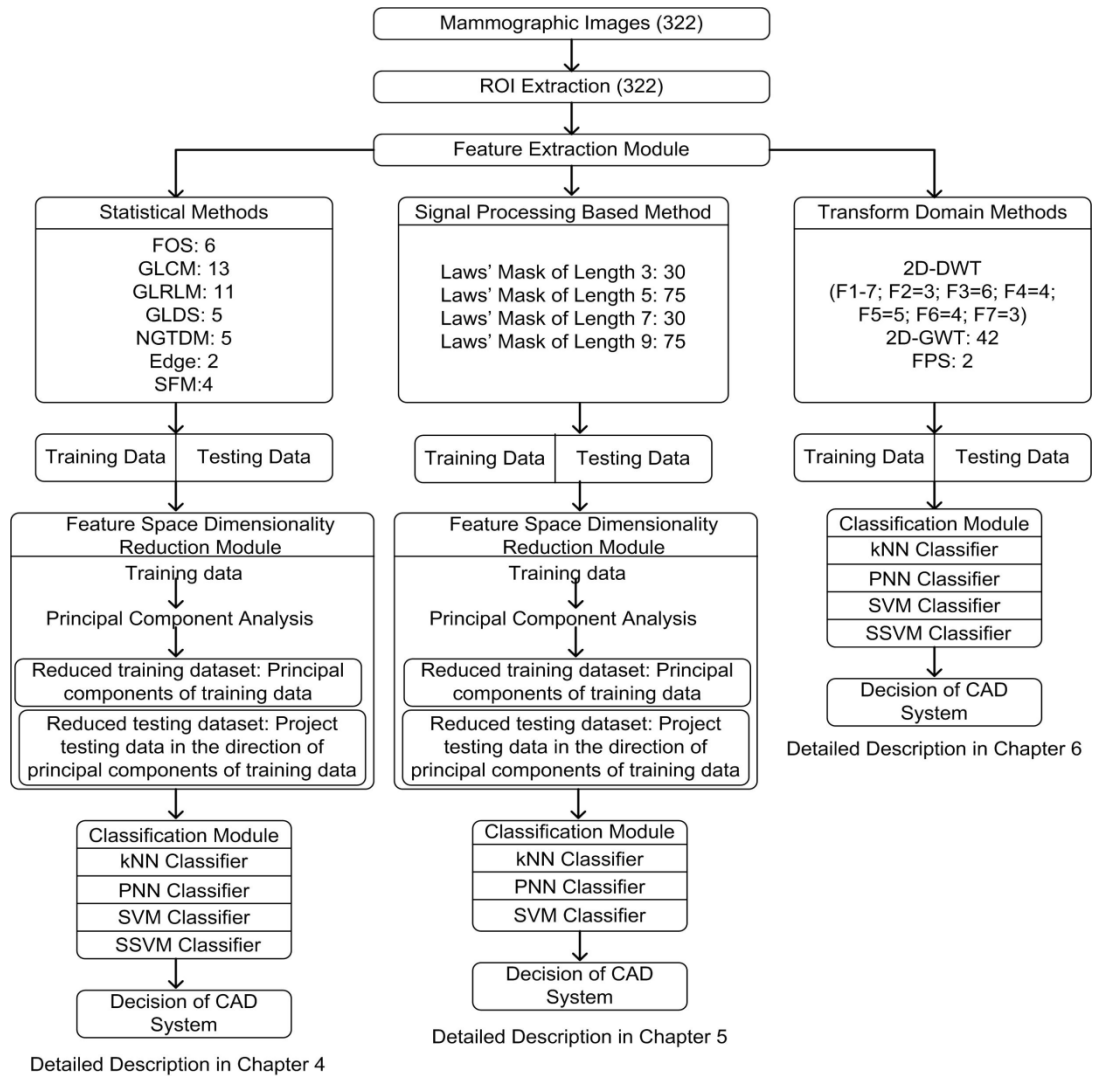 Mammographic Images (322)
ROI Extraction (322)
Feature Extraction Module
Statistical Methods
FOS: 6
GLCM: 13
GLRLM: 11
GLDS: 5
NGTDM: 5
Edge: 2
SFM:4
Training Data
Testing Data
Feature Space Dimensionality
Reduction Module
Training data
Principal Component Analysis
Reduced training dataset: Principal
components of training data
Reduced testing dataset: Project
testing data in the direction of
principal components of training data
Classification Module
kNN Classifier
PNN Classifier
SVM Classifier
SSVM Classifier
Decision of CAD
System
Detailed Description in Chapter 4
Signal Processing Based Method
Laws' Mask of Length 3: 30
Laws' Mask of Length 5: 75
Laws' Mask of Length 7: 30
Laws' Mask of Length 9: 75
Training Data
Testing Data
Feature Space Dimensionality
Reduction Module
Training data
Principal Component Analysis
Reduced training dataset: Principal
components of training data
Reduced testing dataset: Project
testing data in the direction of
principal components of training data
Classification Module
kNN Classifier
PNN Classifier
SVM Classifier
Decision of CAD
System
Detailed Description in Chapter 5
Transform Domain Methods
2D-DWT
(F1-7; F2=3; F3=6; F4=4;
F5=5; F6=4; F7=3)
2D-GWT: 42
FPS: 2
Training Data
Testing Data
Classification Module
kNN Classifier
PNN Classifier
SVM Classifier
SSVM Classifier
Decision of CAD
System
Detailed Description in Chapter 6